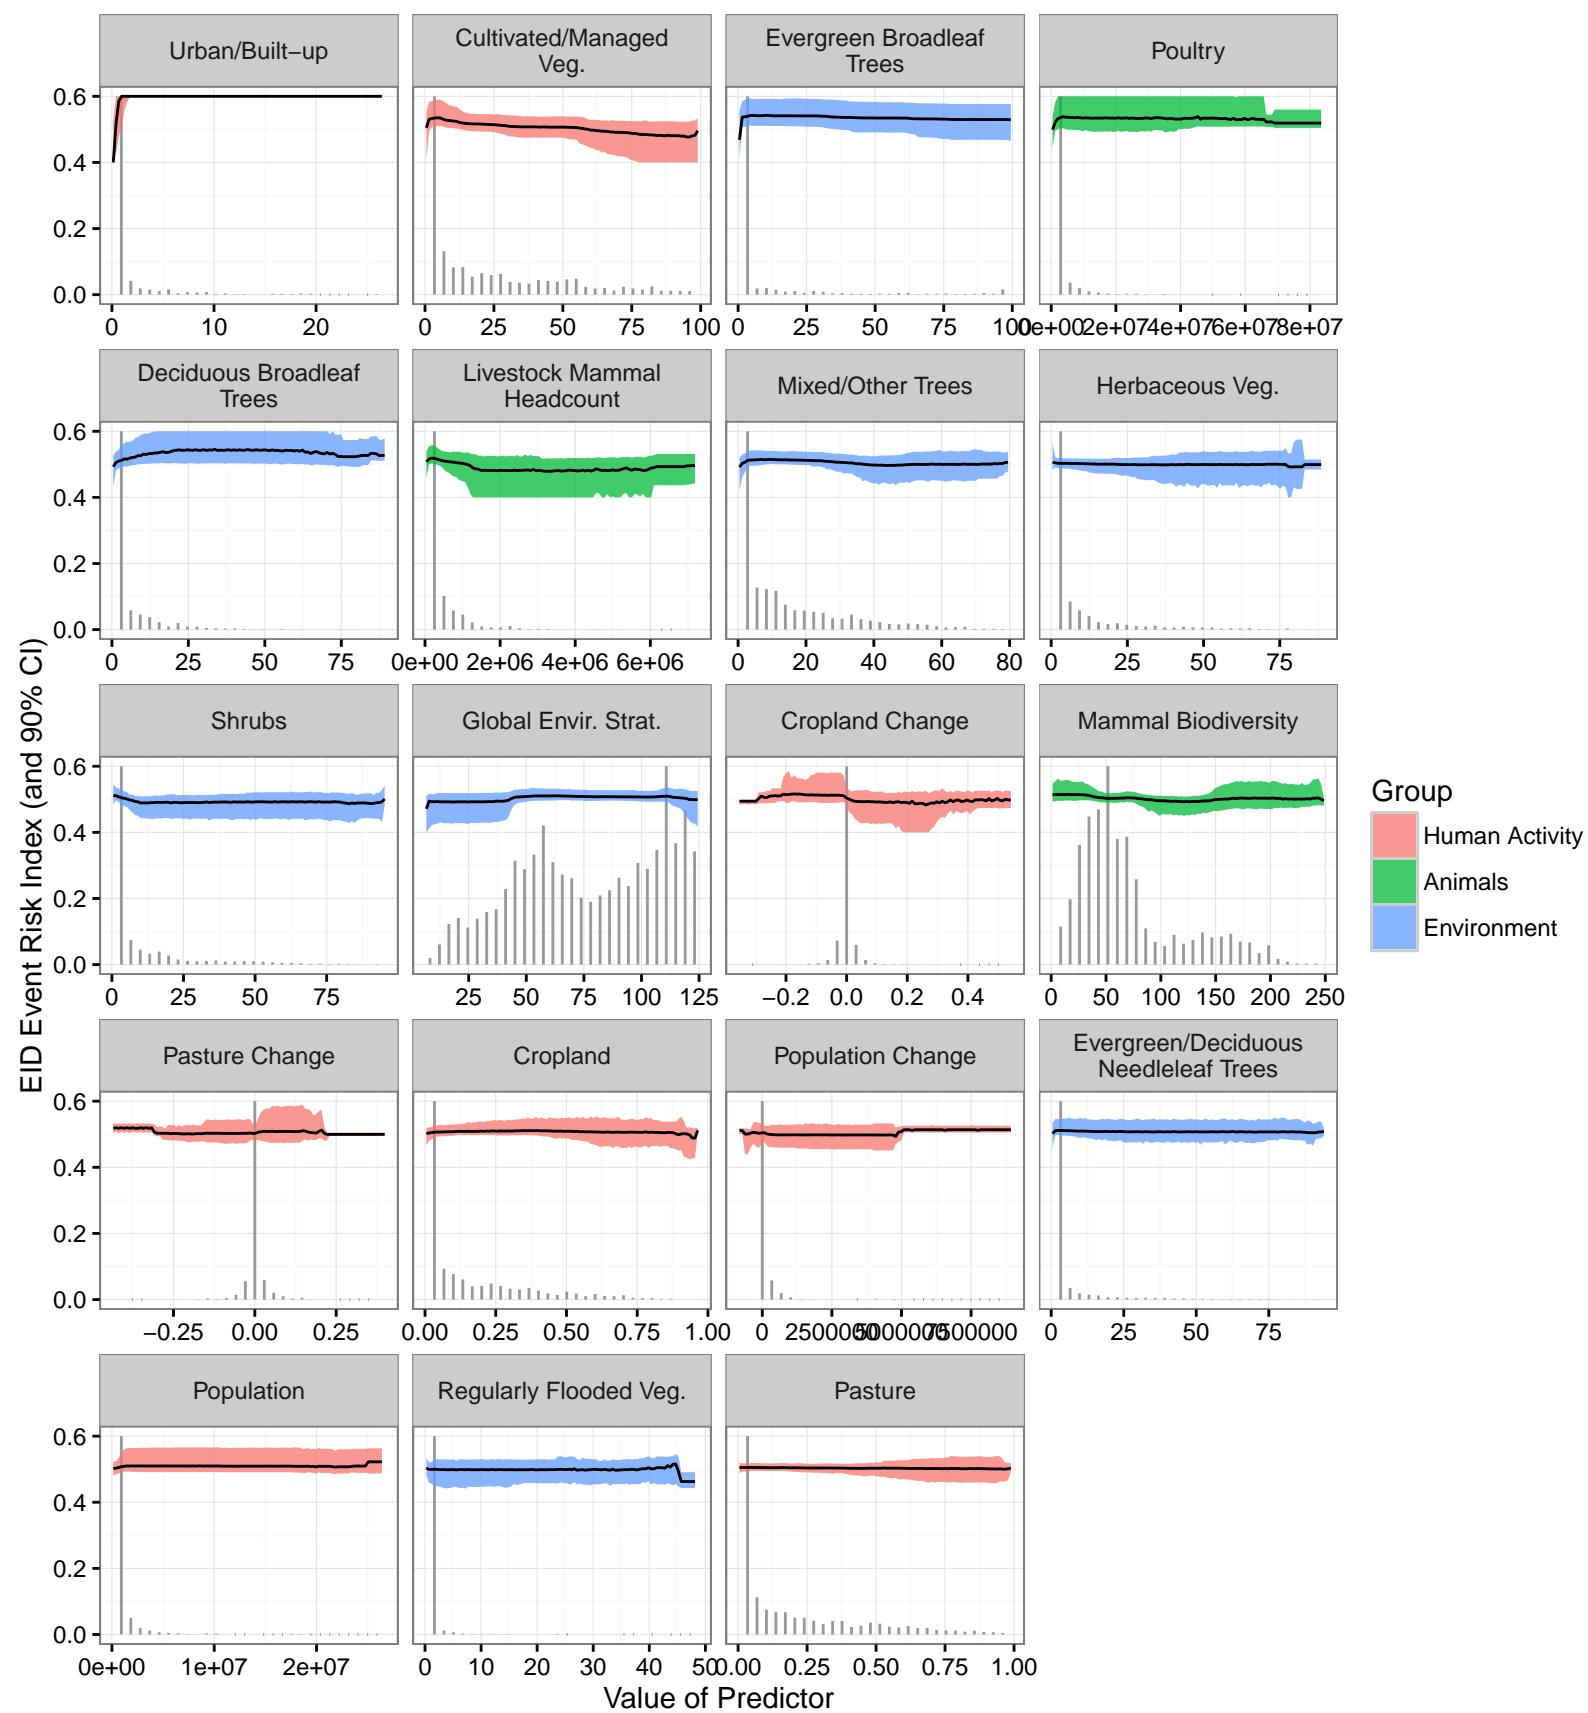 Urban/Built−up
Cultivated/Managed
Veg.
Evergreen Broadleaf
Trees
Poultry
0.6
0.4
0.2
0.0
0 10 20
0 25 50 75 100
0 25 50 75 100
0e+00 2e+07 4e+07 6e+07 8e+07
Deciduous Broadleaf
Trees
Livestock Mammal
Headcount
Mixed/Other Trees
Herbaceous Veg.
0.6
0.4
0.2
0.0
0 25 50 75
0e+00 2e+06 4e+06 6e+06
0 20 40 60 80
0 25 50 75
Shrubs
Global Envir. Strat.
Cropland Change
Mammal Biodiversity
0.6
0.4
0.2
0.0
0 25 50 75
25 50 75 100 125
−0.2 0.0 0.2 0.4
0 50 100 150 200 250
Pasture Change
Cropland
Population Change
Evergreen/Deciduous
Needleleaf Trees
0.6
0.4
0.2
0.0
−0.25 0.00 0.25
0.00 0.25 0.50 0.75 1.00
0 2500000 5000000 7500000
0 25 50 75
Population
Regularly Flooded Veg.
Pasture
0.6
0.4
0.2
0.0
0e+00 1e+07 2e+07
0 10 20 30 40 50
0.00 0.25 0.50 0.75 1.00
Value of Predictor
EID Event Risk Index (and 90% CI)
Group
Human Activity
Animals
Environment